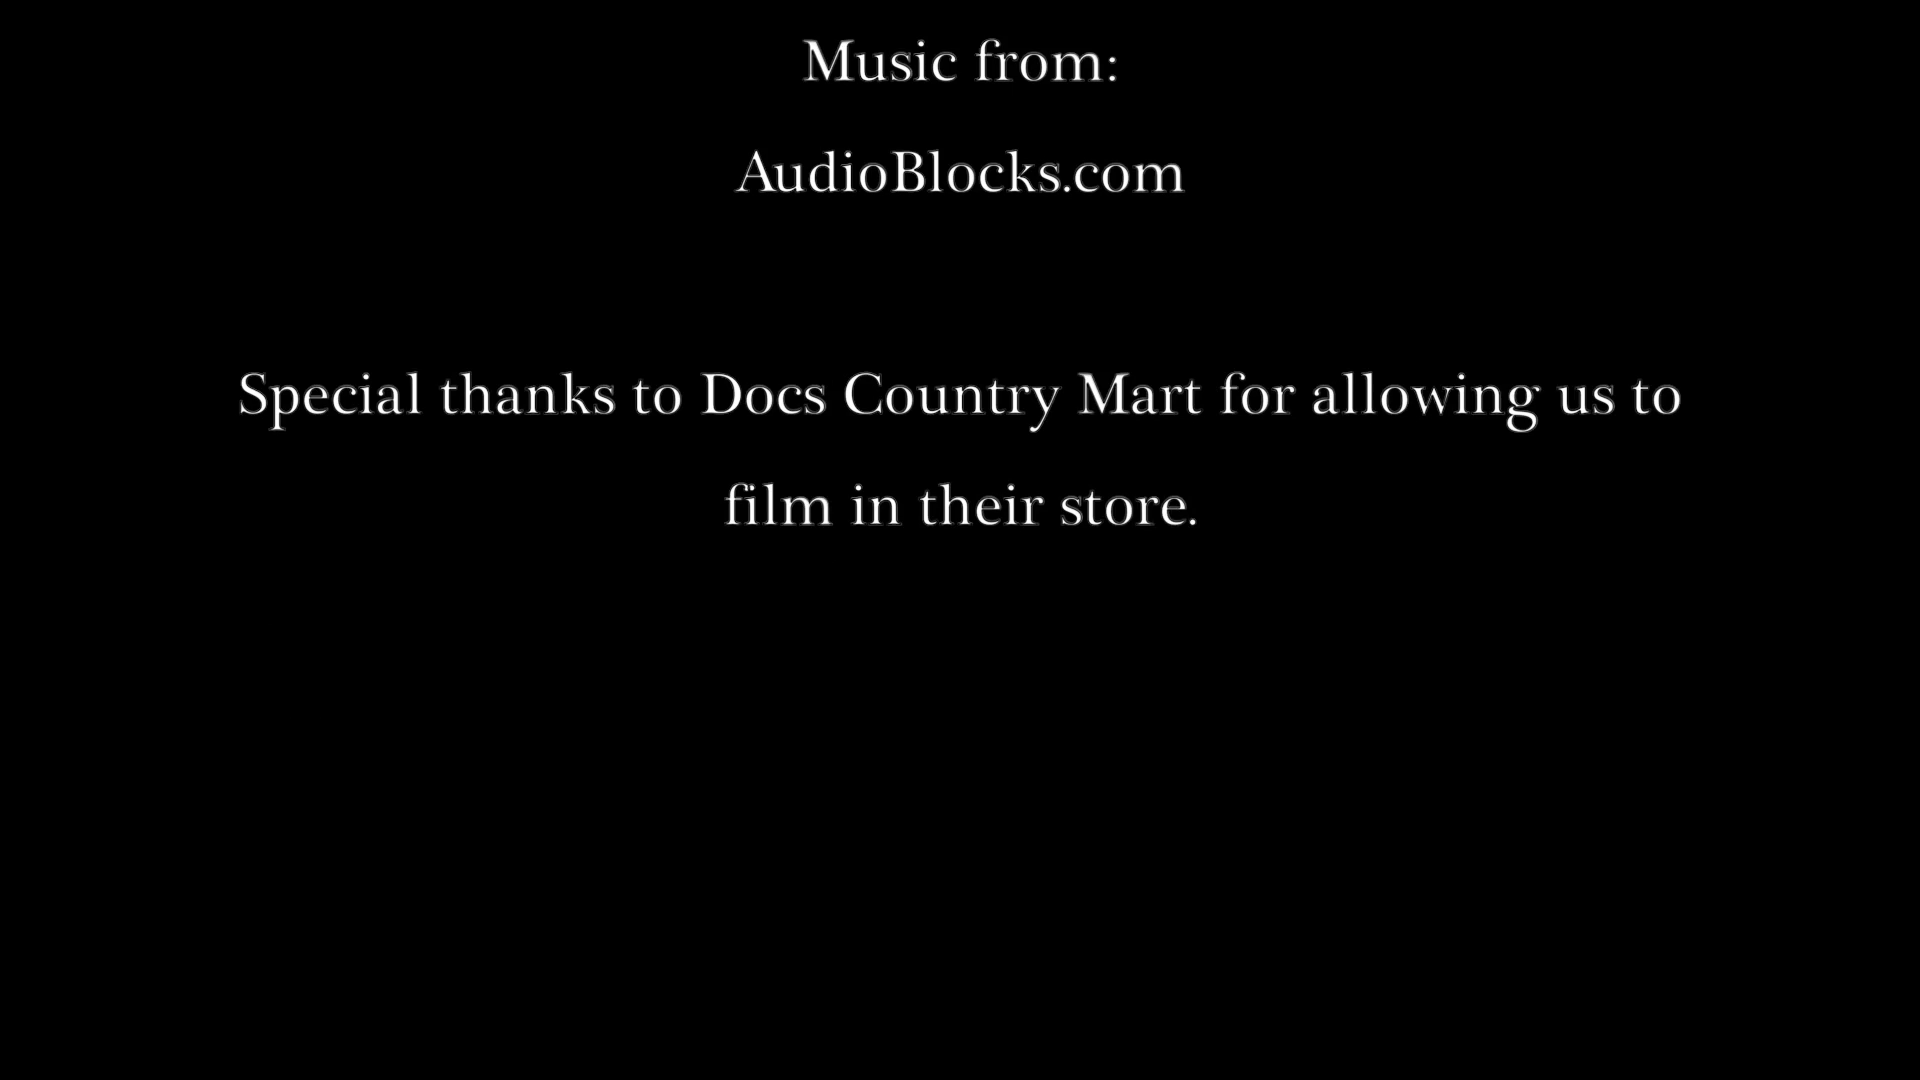 Music from:
AudioBlocks.com
Special thanks to Docs Country Mart for allowing us to
film in their store.